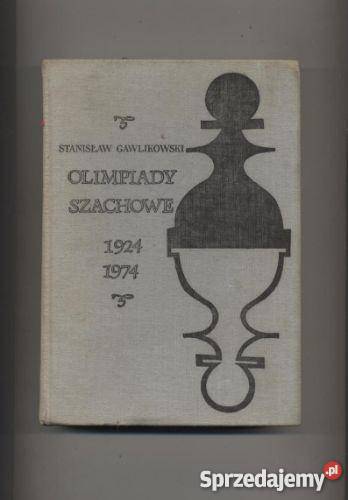 STANISŁAW GAWLIKOWSKI
OLIMPIADY
SZACHOWE
1924
1974
Sprzedajemy.pl